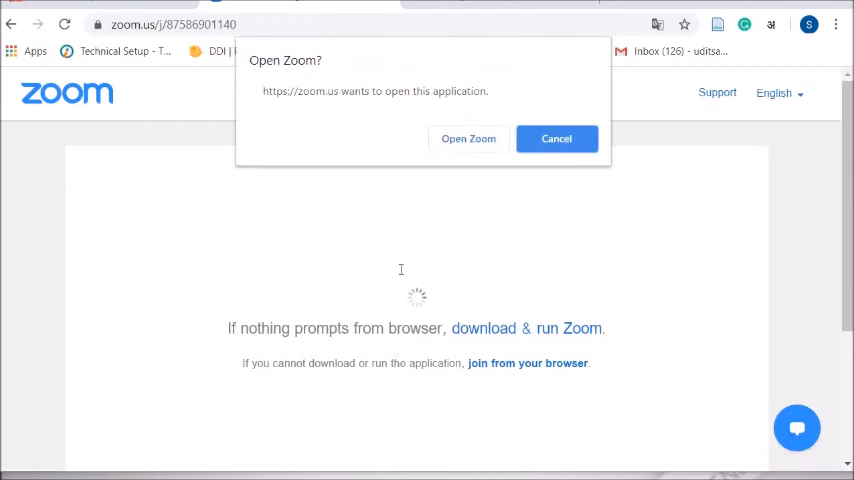 zoom.us/j/87586901140
अ
S
Apps
Technical Setup - T...
DDI |
Inbox (126) - uditsa...
Open Zoom?
https://zoom.us wants to open this application.
Open Zoom
Cancel
zoom
Support
English
If nothing prompts from browser, download & run Zoom.
If you cannot download or run the application, join from your browser.